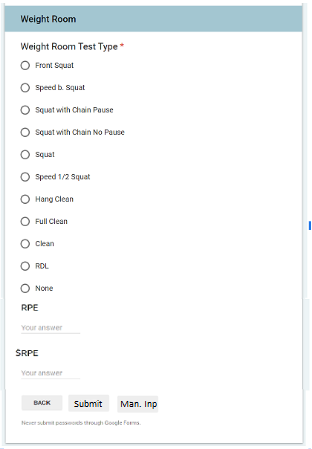 Weight Room
Weight Room Test Type *
Front Squat
Speed b. Squat
Squat with Chain Pause
Squat with Chain No Pause
Squat
Speed 1/2 Squat
Hang Clean
Full Clean
Clean
RDL
None
RPE
Your answer
SRPE
Your answer
BACK Submit Man. Inp
Never submit passwords through Google Forms.